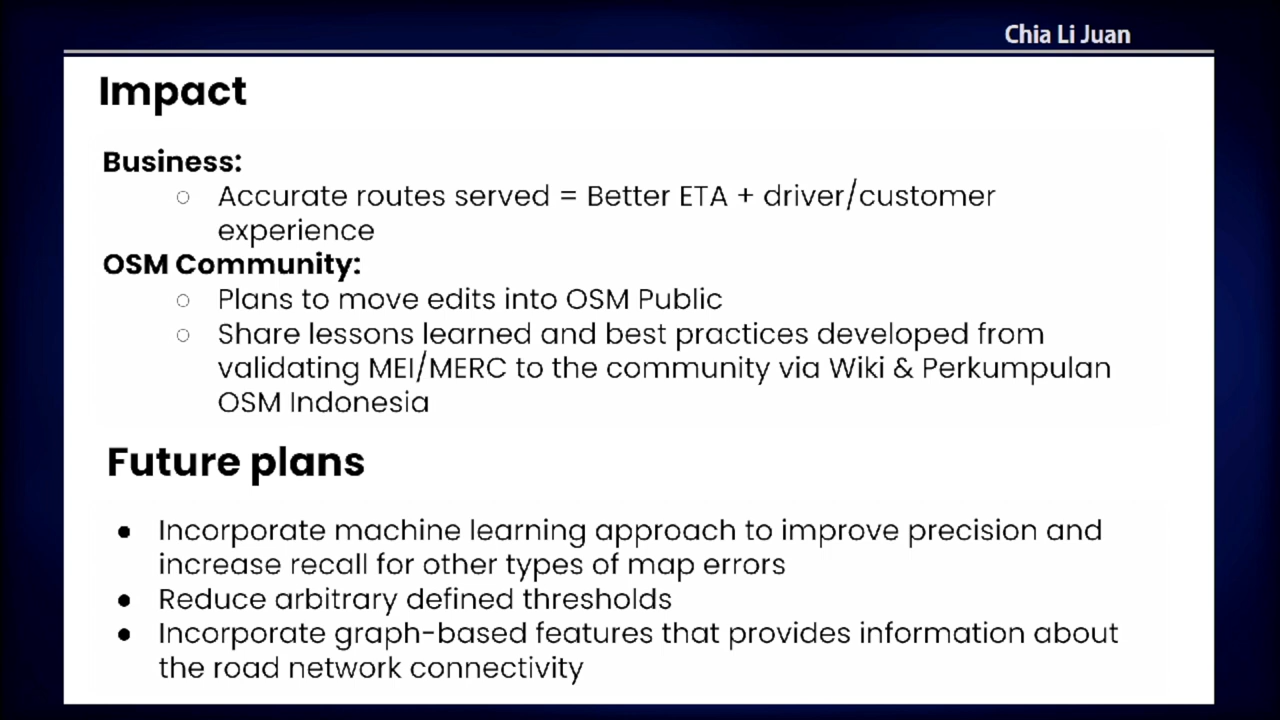 Chia Li Juan
Impact
Business:
○ Accurate routes served = Better ETA + driver/customer
experience
OSM Community:
○ Plans to move edits into OSM Public
○ Share lessons learned and best practices developed from
validating MEI/MERC to the community via Wiki & Perkumpulan
OSM Indonesia
Future plans
● Incorporate machine learning approach to improve precision and
increase recall for other types of map errors
● Reduce arbitrary defined thresholds
● Incorporate graph-based features that provides information about
the road network connectivity